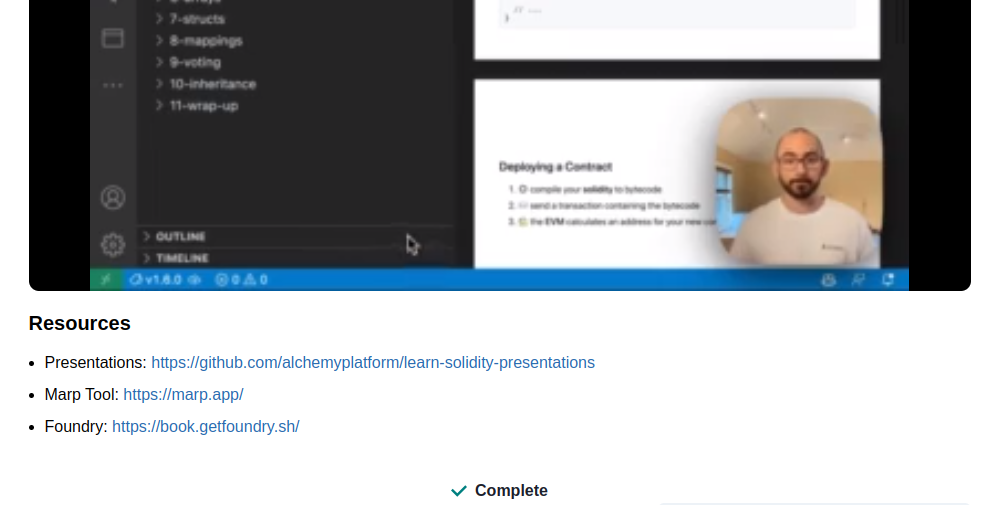 7-structs
8-mappings
9-voting
10-inheritance
11-wrap-up
OUTLINE
TIMELINE
v1.6.0
0 0
}
Deploying a Contract
1. compile your solidity to bytecode
2. send a transaction containing the bytecode
3. the EVM calculates an address for your new
Resources
• Presentations: https://github.com/alchemyplatform/learn-solidity-presentations
• Marp Tool: https://marp.app/
• Foundry: https://book.getfoundry.sh/
Complete